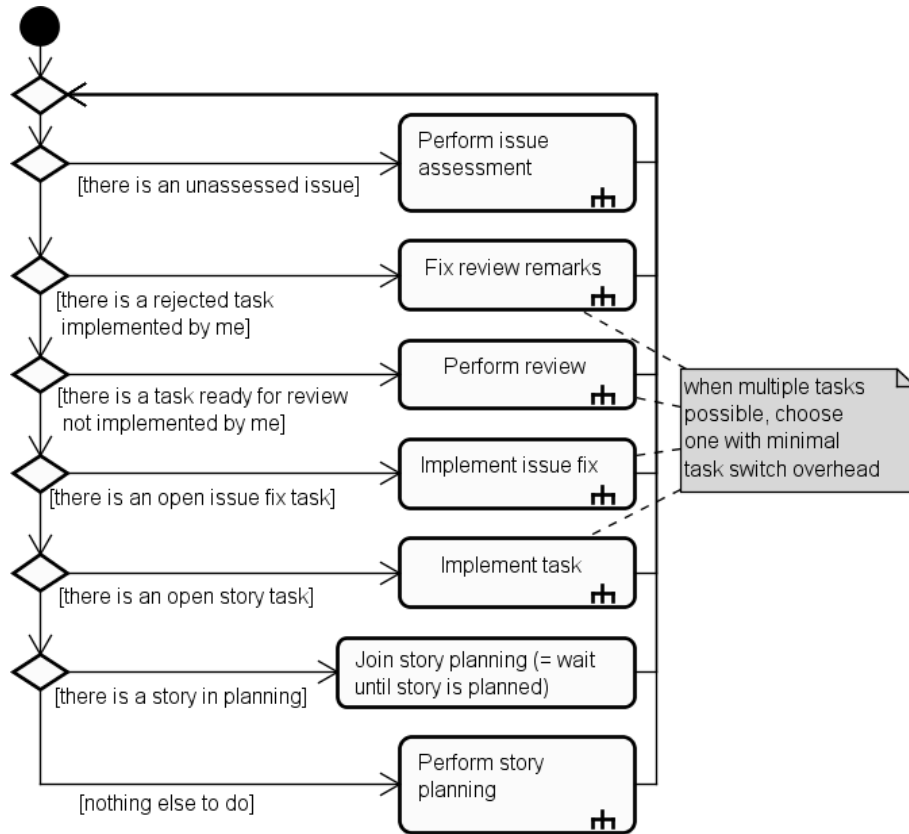 Perform issue
assessment
[there is an unassessed issue]
Fix review remarks
[there is a rejected task
implemented by me]
Perform review
[there is a task ready for review
not implemented by me]
when multiple tasks
possible, choose
one with minimal
task switch overhead
Implement issue fix
[there is an open issue fix task]
Implement task
[there is an open story task]
Join story planning (= wait
until story is planned)
[there is a story in planning]
Perform story
planning
[nothing else to do]